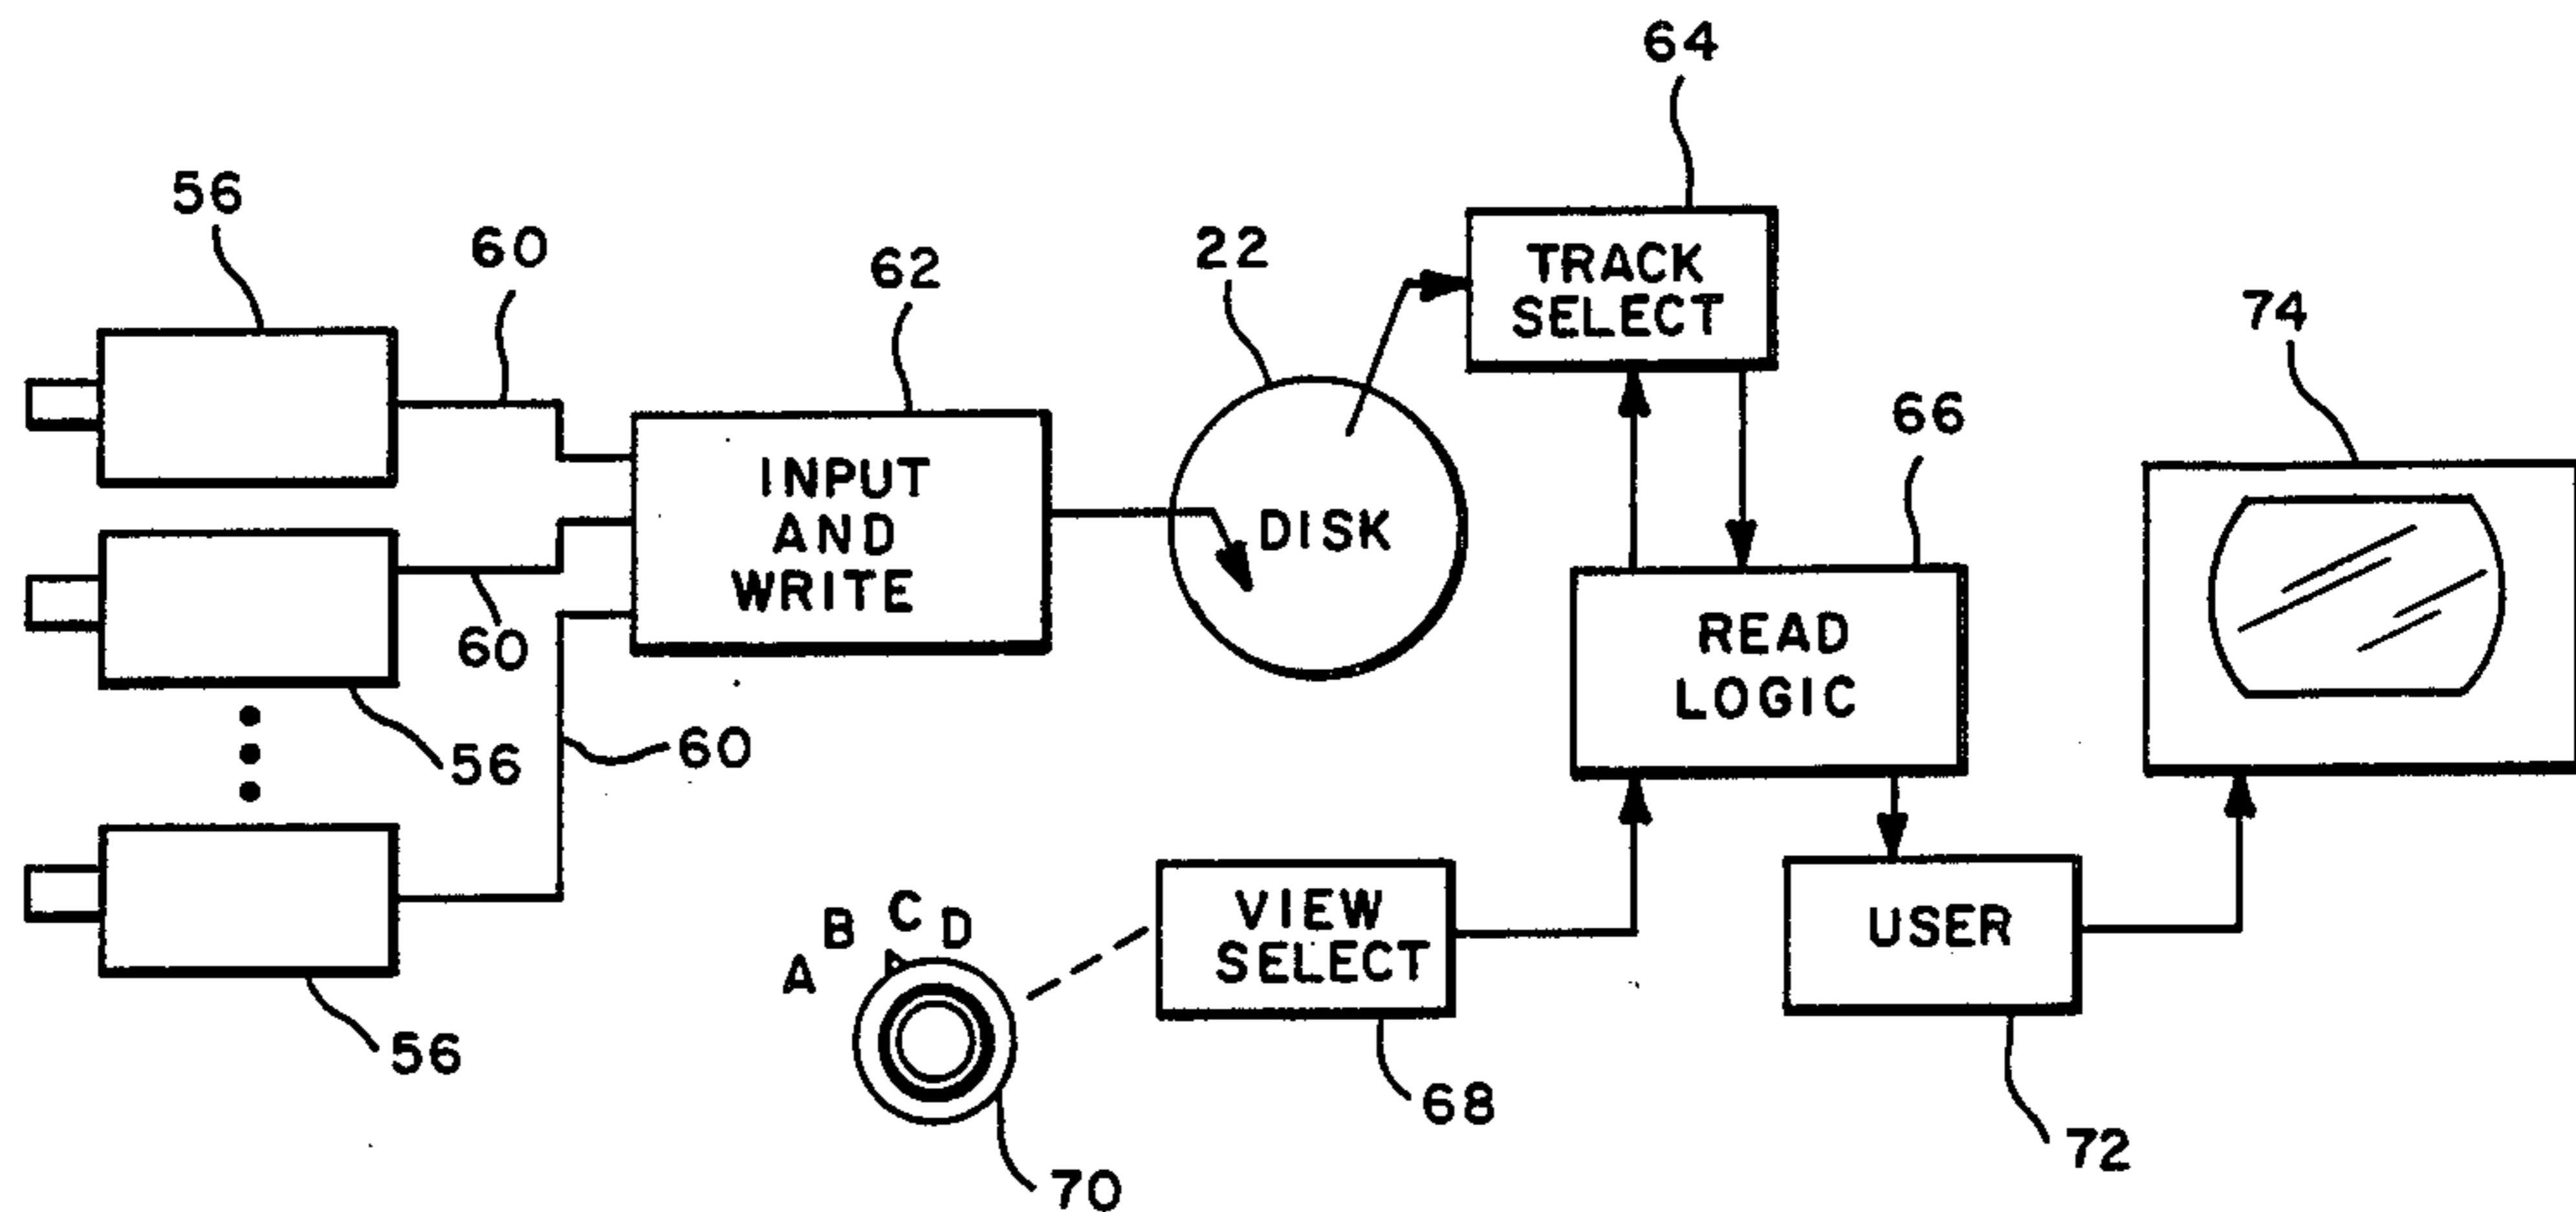 64
56
60
62
22
TRACK
SELECT
74
66
INPUT
AND
WRITE
DISK
60
READ
LOGIC
56
60
A B C D
VIEW
SELECT
USER
56
68
70
72